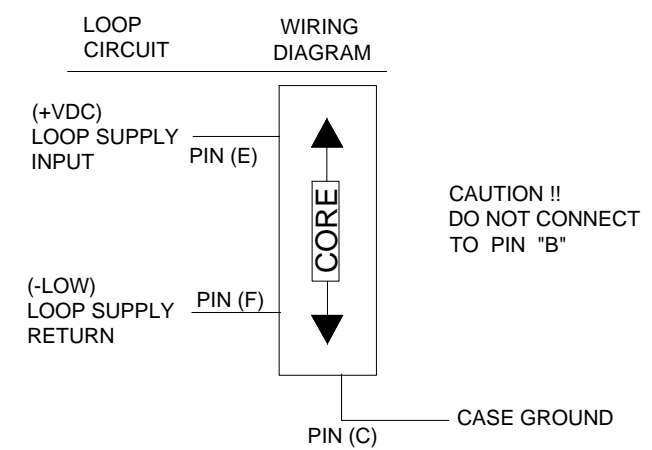 LOOP
CIRCUIT
WIRING
DIAGRAM
(+VDC)
LOOP SUPPLY
INPUT
PIN (E)
CORE
CAUTION !!
DO NOT CONNECT
TO PIN "B"
(-LOW)
LOOP SUPPLY
RETURN
PIN (F)
CASE GROUND
PIN (C)